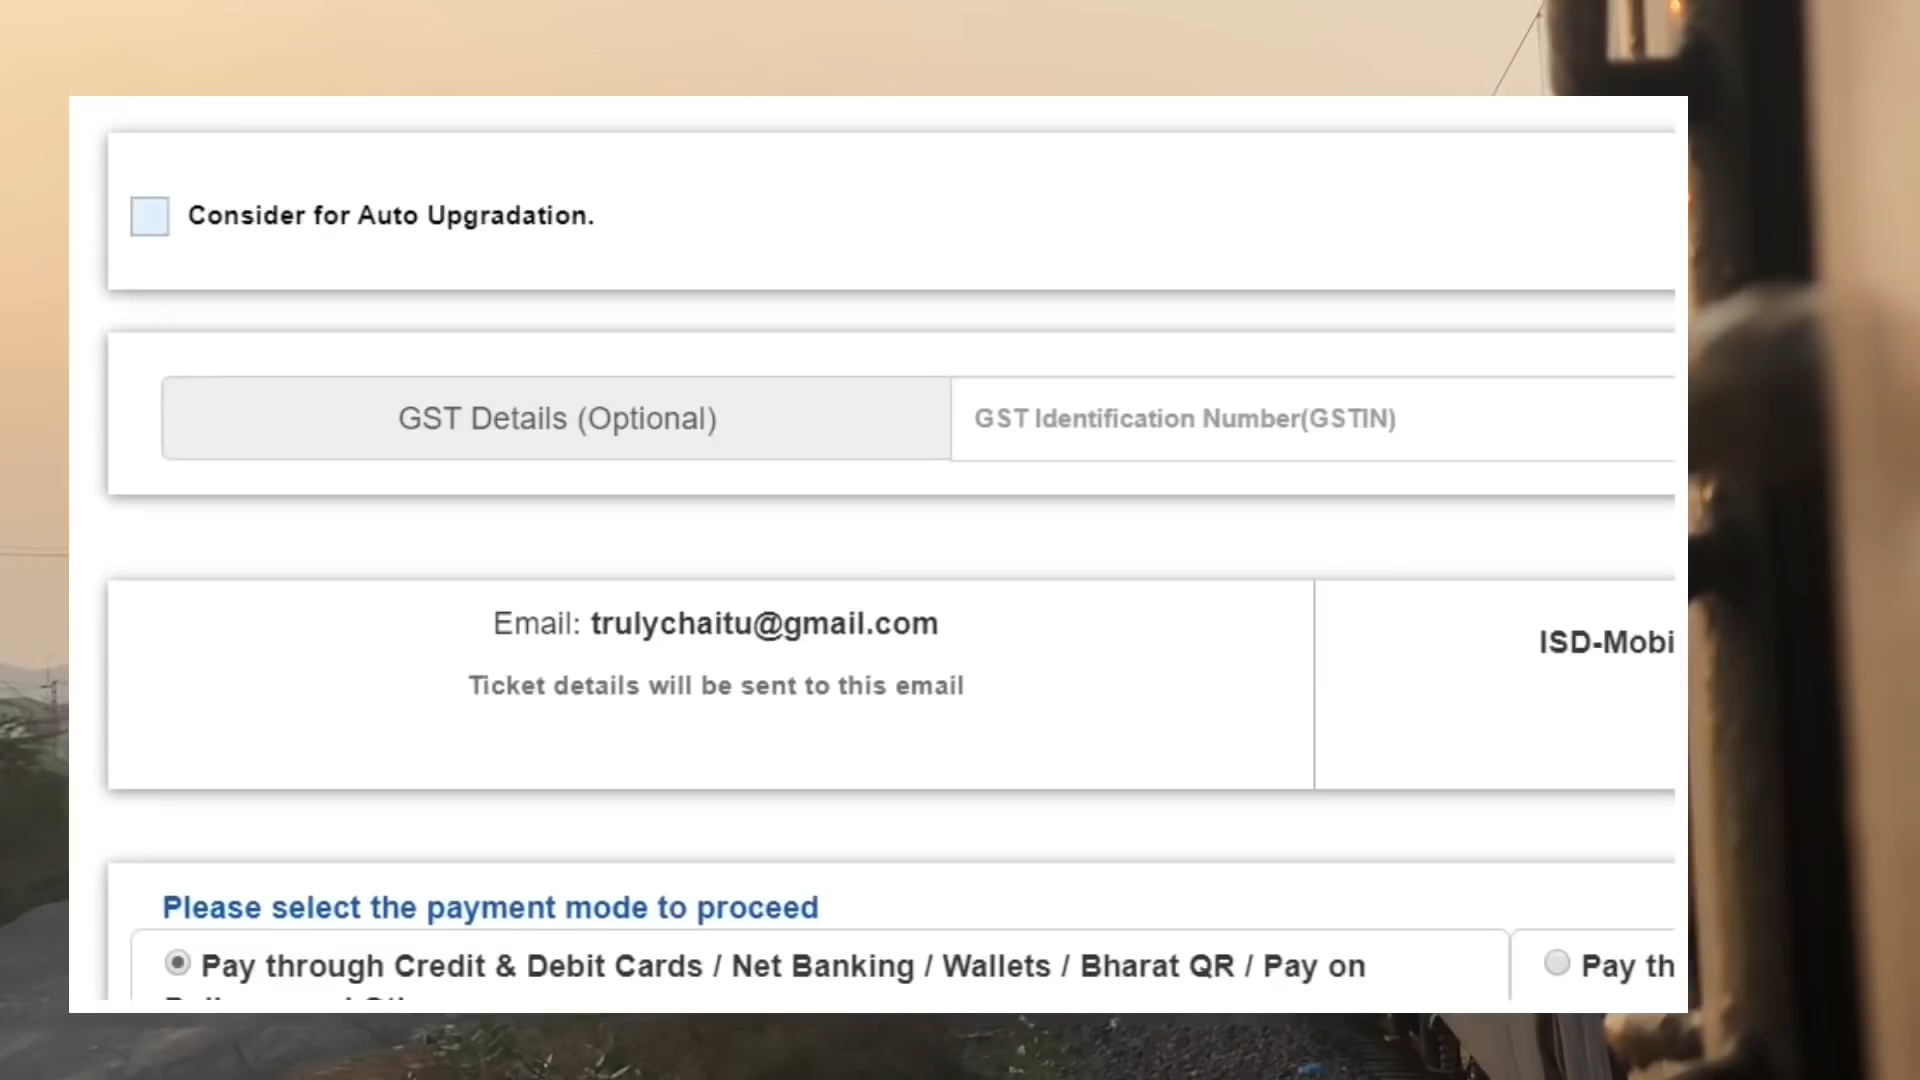 Consider for Auto Upgradation.
GST Details (Optional)
GST Identification Number(GSTIN)
Email: trulychaitu@gmail.com
Ticket details will be sent to this email
ISD-Mobi
Please select the payment mode to proceed
Pay through Credit & Debit Cards / Net Banking / Wallets / Bharat QR / Pay on
Pay th